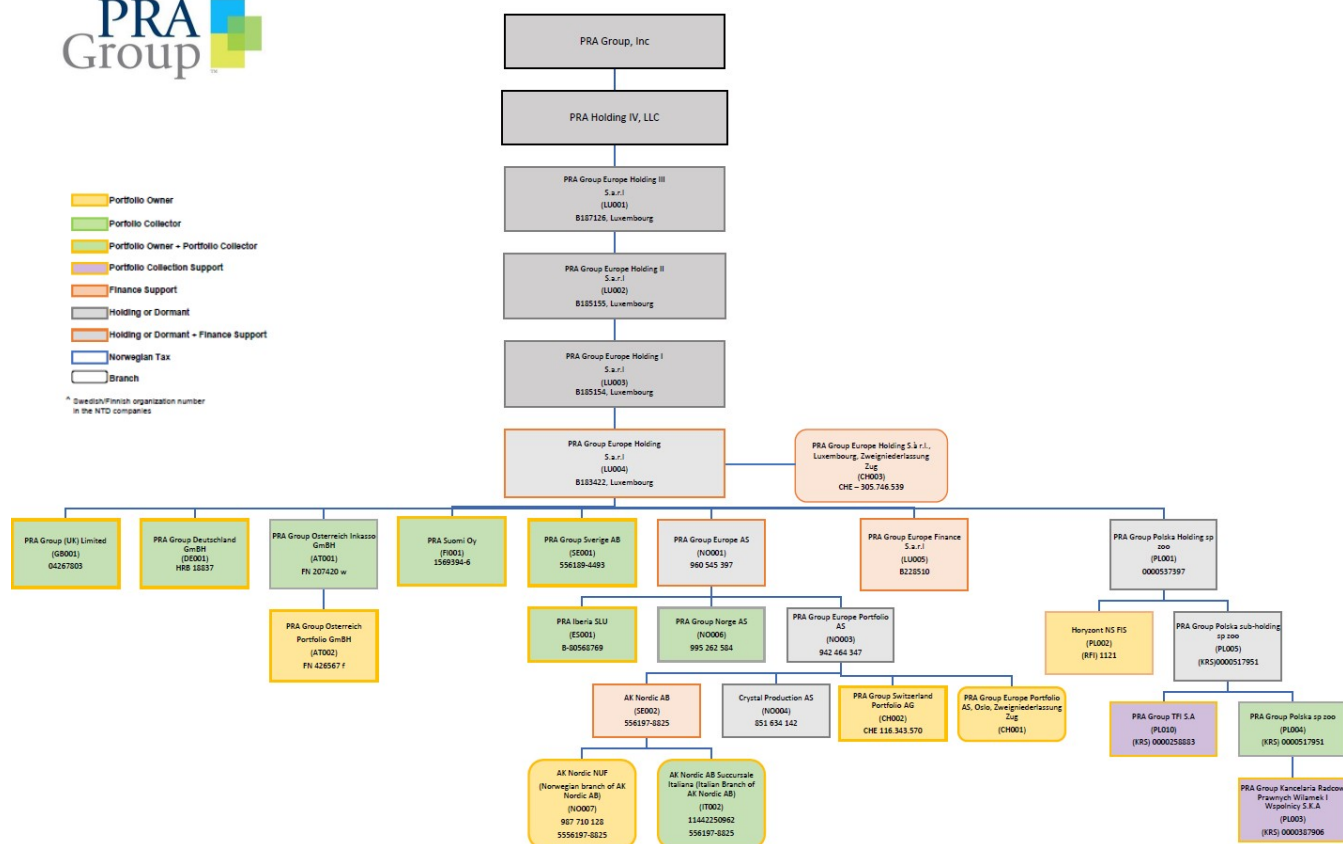 PRA
Group
TM
PRA Group, Inc
PRA Holding IV, LLC
PRA Group Europe Holding III
S.a.r.l
(LU001)
B187126, Luxembourg
Portfolio Owner
Porfolio Collector
Portfolio Owner + Portfolio Collector
Portfolio Collection Support
Finance Support
Holding or Dormant
Holding or Dormant + Finance Support
Norwegian Tax
Branch
^ Swedish/Finnish organization number
in the NTD companies
PRA Group Europe Holding II
S.a.r.l
(LU002)
B185155, Luxembourg
PRA Group Europe Holding I
S.a.r.l
(LU003)
B185154, Luxembourg
PRA Group Europe Holding
S.a.r.l
(LU004)
B183422, Luxembourg
PRA Group Europe Holding S.à r.l.,
Luxembourg, Zweigniederlassung
Zug
(CH003)
CHE – 305.746.539
PRA Group (UK) Limited
(GB001)
04267803
PRA Group Deutschland
GmBH
(DE001)
HRB 18837
PRA Group Osterreich Inkasso
GmBH
(AT001)
FN 207420 w
PRA Suomi Oy
(FI001)
1569394-6
PRA Group Sverige AB
(SE001)
556189-4493
PRA Group Europe AS
(NO001)
960 545 397
PRA Group Europe Finance
S.a.r.l
(LU005)
B228510
PRA Group Polska Holding sp
zoo
(PL001)
0000537397
PRA Group Osterreich
Portfolio GmBH
(AT002)
FN 426567 f
PRA Iberia SLU
(ES001)
B-80568769
PRA Group Norge AS
(NO006)
995 262 584
PRA Group Europe Portfolio
AS
(NO003)
942 464 347
Horyzont NS FIS
(PL002)
(RFI) 1121
PRA Group Polska sub-holding
sp zoo
(PL005)
(KRS)0000517951
AK Nordic AB
(SE002)
556197-8825
Crystal Production AS
(NO004)
851 634 142
PRA Group Switzerland
Portfolio AG
(CH002)
CHE 116.343.570
PRA Group Europe Portfolio
AS, Oslo, Zweigniederlassung
Zug
(CH001)
PRA Group TFI S.A
(PL010)
(KRS) 0000258883
PRA Group Polska sp zoo
(PL004)
(KRS) 0000517951
AK Nordic NUF
(Norwegian branch of AK
Nordic AB)
(NO007)
987 710 128
5556197-8825
AK Nordic AB Succursale
Italiana (Italian Branch of
AK Nordic AB)
(IT002)
11442250962
556197-8825
PRA Group Kancelaria Radcow
Prawnych Wilamek I
Wspolnicy S.K.A
(PL003)
(KRS) 0000387906